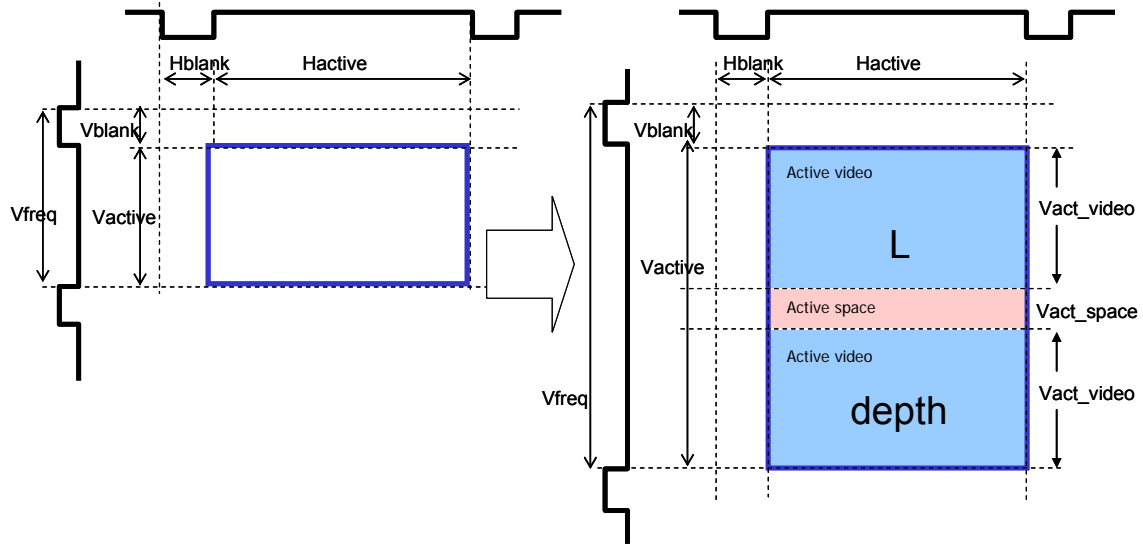 Hblank
Hactive
Vblank
Vfreq
Vactive
Hblank
Hactive
Vblank
Active video
L
Vact_video
Vactive
Active space
Vact_space
Active video
depth
Vact_video
Vfreq